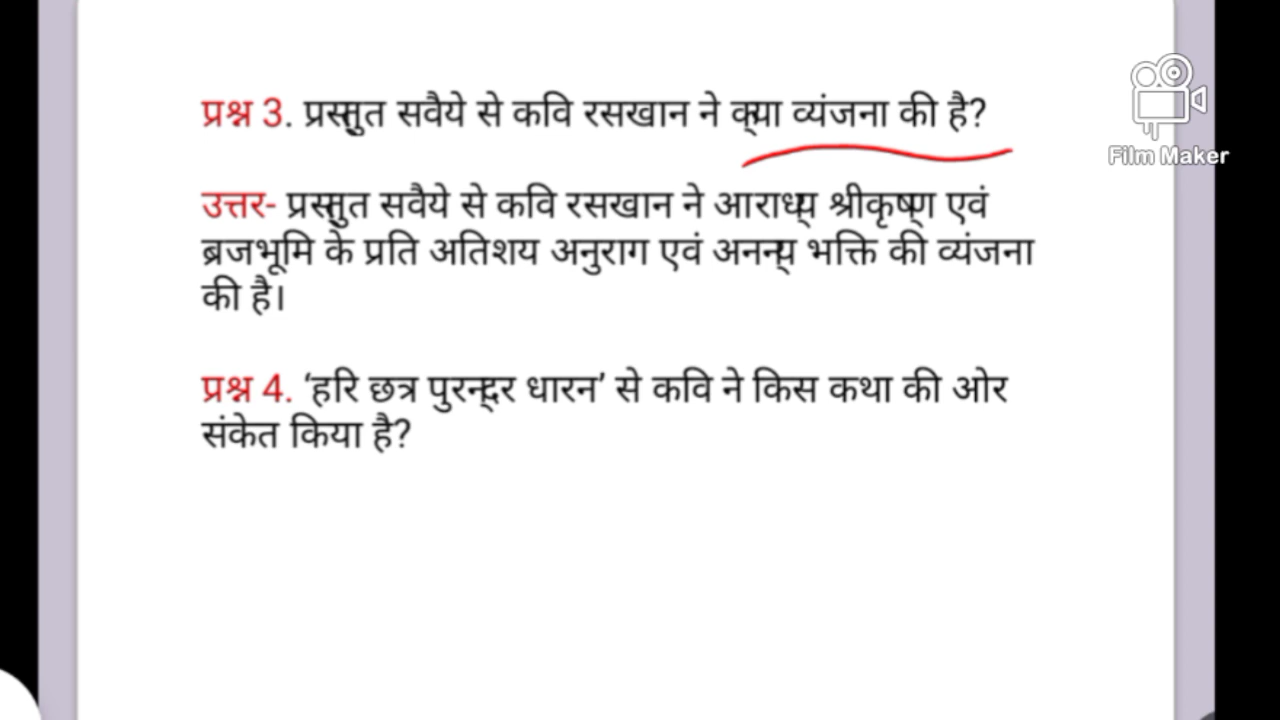 प्रश्न 3. प्रस्तुत सवैये से कवि रसखान ने क्या व्यंजना की है?
Film Maker
उत्तर- प्रस्तुत सवैये से कवि रसखान ने आराध्य श्रीकृष्ण एवं
ब्रजभूमि के प्रति अतिशय अनुराग एवं अनन्य भक्ति की व्यंजना
की है।
प्रश्न 4. ‘हरि छत्र पुरन्दर धारन’ से कवि ने किस कथा की ओर
संकेत किया है?